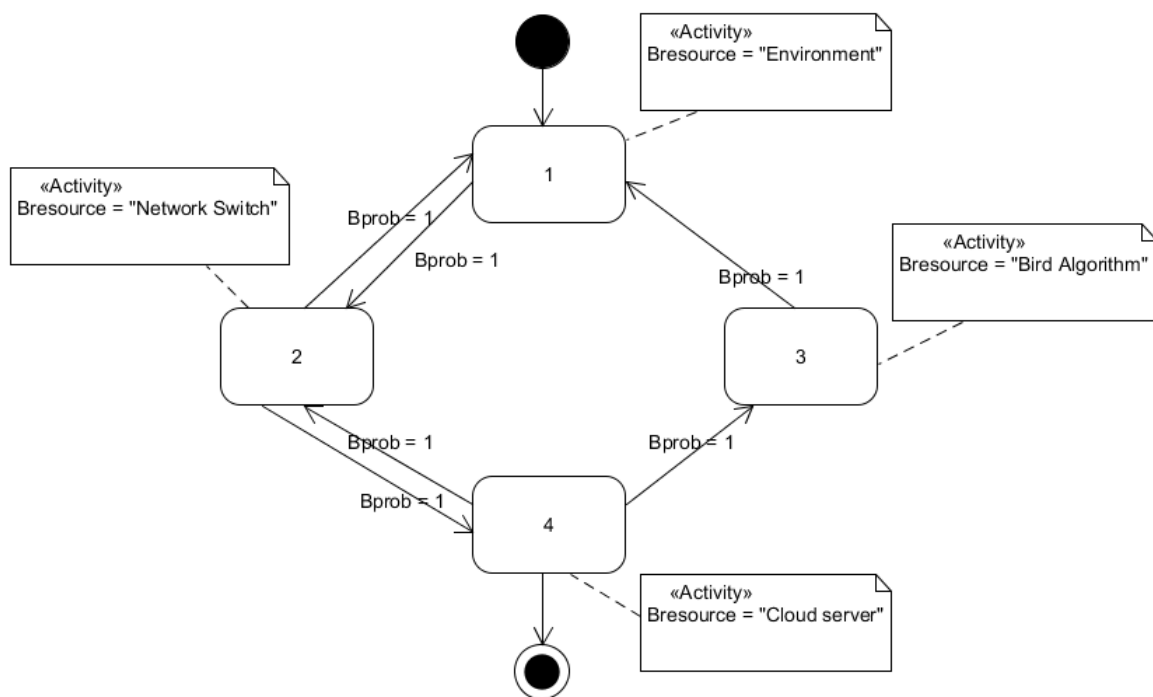 «Activity»
Bresource = "Environment"
1
«Activity»
Bresource = "Network Switch"
Bprob = 1
Bprob = 1
«Activity»
Bresource = "Bird Algorithm"
Bprob = 1
2
3
Bprob = 1
Bprob = 1
Bprob = 1
4
«Activity»
Bresource = "Cloud server"